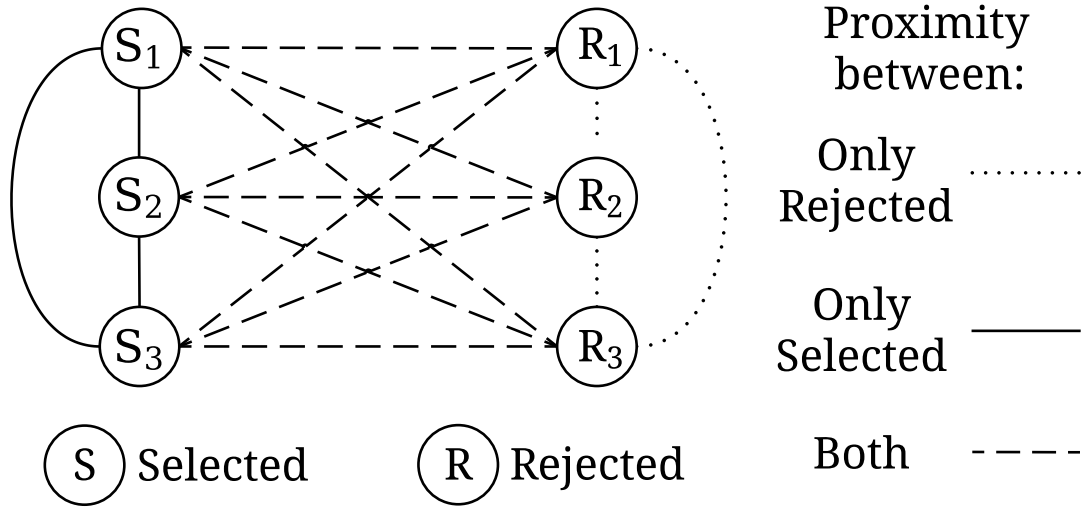 S1
R1
S2
R2
S3
R3
S Selected
R Rejected
Proximity
between:
Only
Rejected
Only
Selected
Both